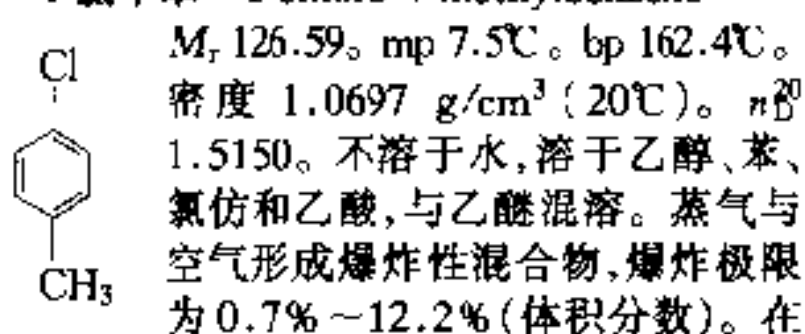 Mr 126.59。mp 7.5℃。bp 162.4℃。
Cl
密度 1.0697 g/cm³(20℃)。n20D
1.5150。不溶于水,溶于乙醇、苯、
氯仿和乙酸,与乙醚混溶。蒸气与
空气形成爆炸性混合物,爆炸极限
CH₃
为0.7%~12.2%(体积分数)。在